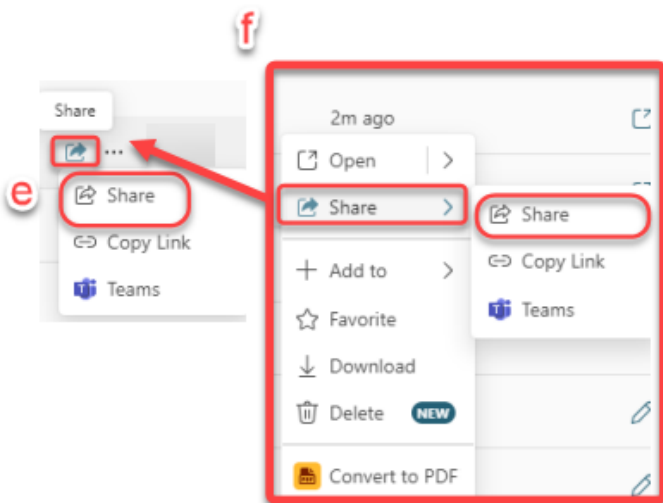 f
Share
...
e
Share
Copy Link
Teams
2m ago
Open
Share
Add to
Favorite
Download
Delete NEW
Convert to PDF
Share
Copy Link
Teams